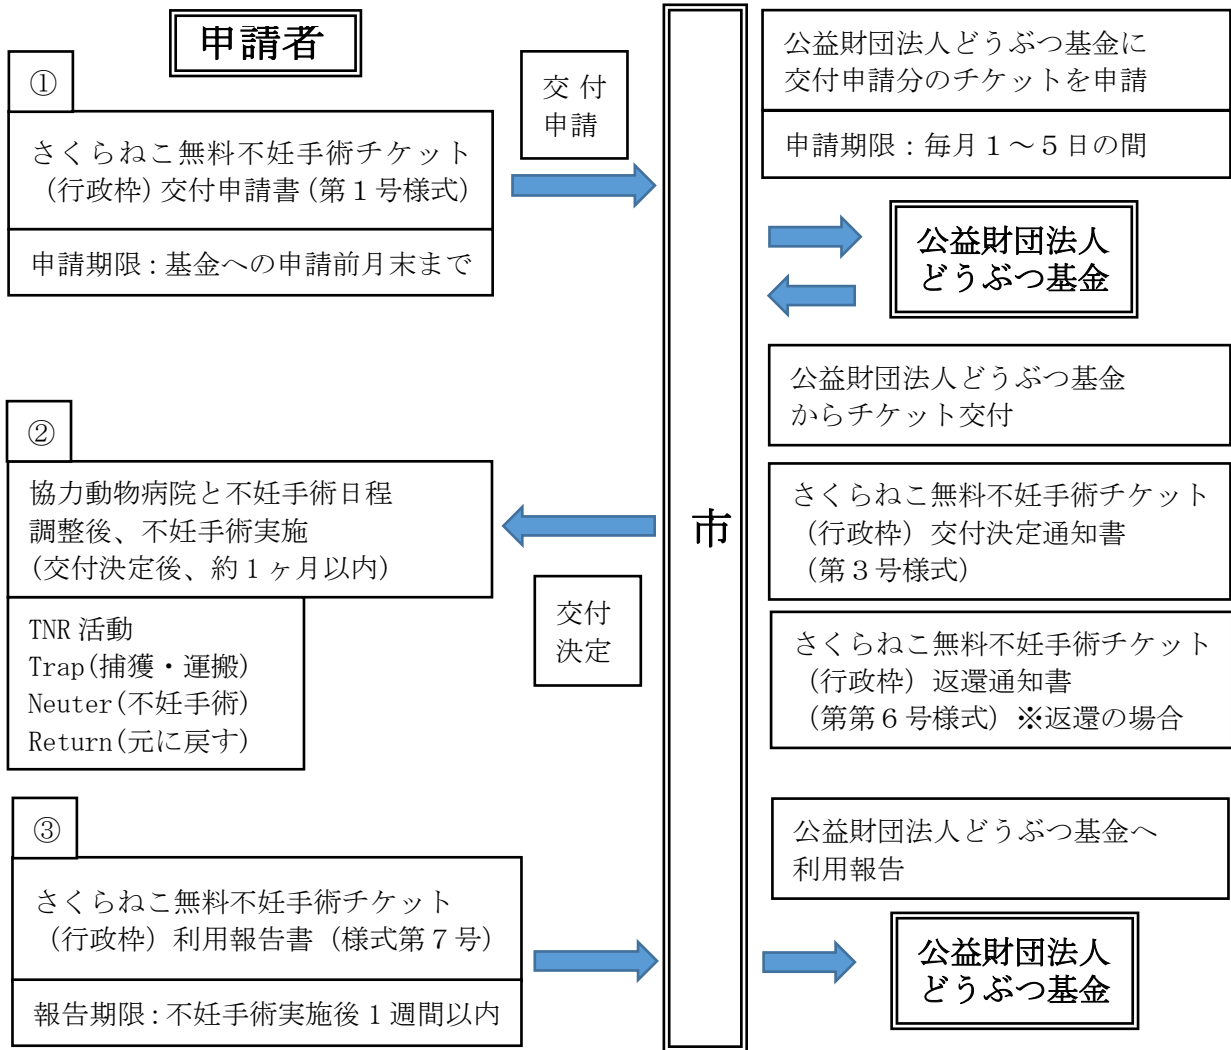 申請者
①
さくらねこ無料不妊手術チケット
（行政枠）交付申請書（第１号様式）
申請期限：基金への申請前月末まで
交 付
申請
公益財団法人どうぶつ基金に
交付申請分のチケットを申請
申請期限：毎月１～５日の間
公益財団法人
どうぶつ基金
公益財団法人どうぶつ基金
からチケット交付
②
協力動物病院と不妊手術日程
調整後、不妊手術実施
(交付決定後、約１ヶ月以内)
TNR 活動
Trap(捕獲・運搬)
Neuter(不妊手術)
Return(元に戻す)
交付
決定
市
さくらねこ無料不妊手術チケット
（行政枠）交付決定通知書
（第３号様式）
さくらねこ無料不妊手術チケット
（行政枠）返還通知書
（第第６号様式）※返還の場合
③
さくらねこ無料不妊手術チケット
（行政枠）利用報告書（様式第７号）
報告期限：不妊手術実施後１週間以内
公益財団法人どうぶつ基金へ
利用報告
公益財団法人
どうぶつ基金